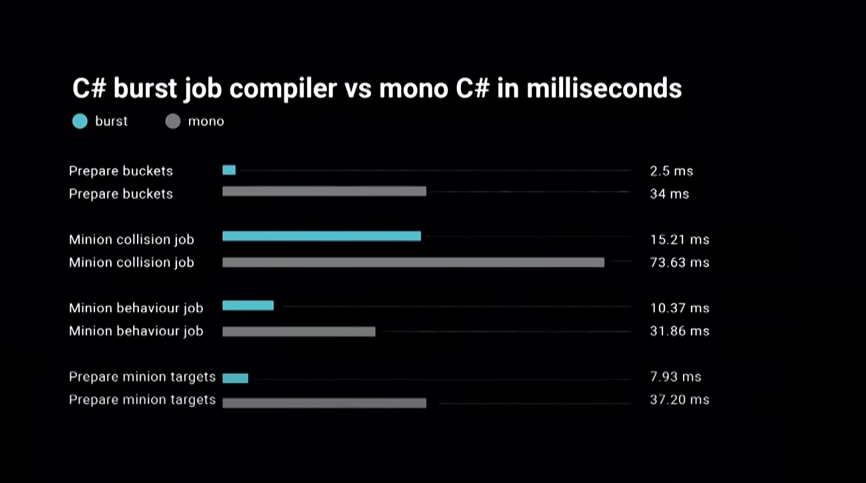 C# burst job compiler vs mono C# in milliseconds
burst mono
Prepare buckets 2.5 ms
Prepare buckets 34 ms
Minion collision job 15.21 ms
Minion collision job 73.63 ms
Minion behaviour job 10.37 ms
Minion behaviour job 31.86 ms
Prepare minion targets 7.93 ms
Prepare minion targets 37.20 ms